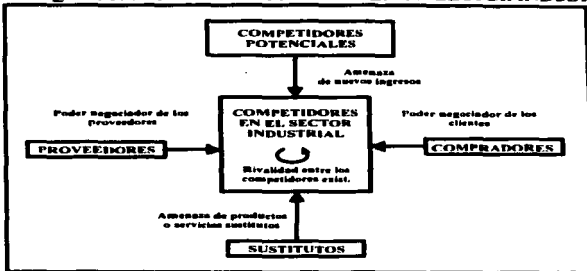 COMPETIDORES
POTENCIALES
Amenaza
de nuevos ingresos
Poder negociador de los
proveedores
COMPETIDORES
EN EL SECTOR
INDUSTRIAL
Poder negociador de los
clientes
PROVEEDORES
COMPRADORES
Rivalidad entre los
competidores exist.
Amenaza de productos
o servicios sustitutos
SUSTITUTOS